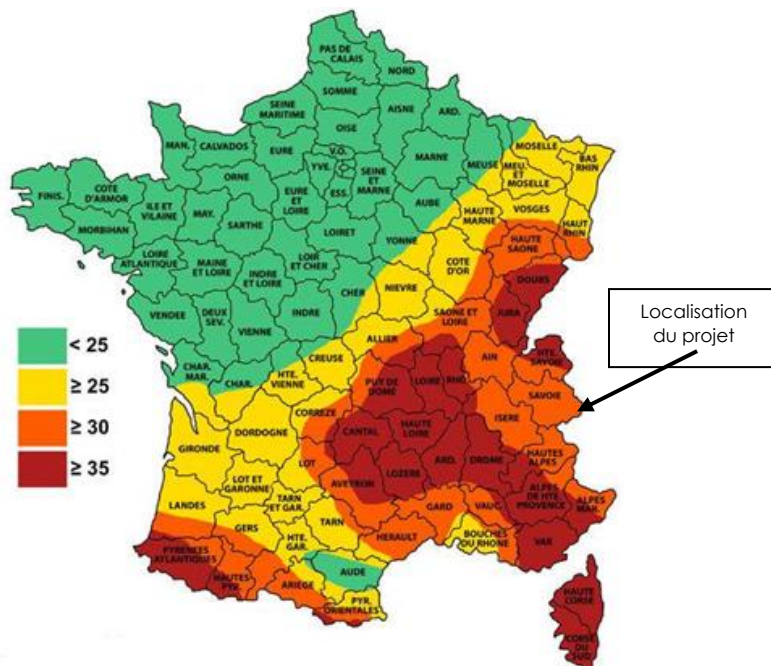 PAS DE
CALAIS
NORD
SOMME
SEINE
MARITIME
AISNE
ARD.
OISE
MAN.
CALVADOS
EURE
V.O.
YVE.
ESS.
SEINE
ET
MARNE
MARNE
MEUSE
MOSELLE
MEU.
ET
MOSELLE
BAS
RHIN
FINIS.
COTE
D'ARMOR
ILE ET
VILAINE
MORBIHAN
ORNE
MAY.
SARTHE
EURE
ET
LOIRE
LOIRET
AUBE
YONNE
HAUTE
MARNE
VOSGES
HAUT
RHIN
LOIRE
ATLANTIQUE
MAINE
ET LOIRE
INDRE
ET LOIRE
LOIR
ET CHER
CHER
NIEVRE
COTE
D'OR
HAUTE
SAONE
DOUBS
VENDEE
DEUX
SEV.
VIENNE
INDRE
SAONE ET
LOIRE
JURA
Localisation
du projet
< 25
≥ 25
≥ 30
≥ 35
CHAR.
MAR.
CHAR.
HTE.
VIENNE
CREUSE
ALLIER
AIN
HTE.
SAVOIE
SAVOIE
PUY DE
DOME
LOIRE
RHO.
ISERE
CORREZE
CANTAL
HAUTE
LOIRE
GIRONDE
DORDOGNE
LOT
AVEYRON
LOZERE
ARD.
DROME
HAUTES
ALPES
LOT ET
GARONNE
TARN
ET GAR.
TARN
GARD
VAUC.
ALPES
DE HTE
PROVENCE
ALPES
MAR.
LANDES
GERS
HTE.
GAR.
HERAULT
BOUCHES
DU RHONE
VAR
PYRENEES
ATLANTIQUES
HAUTES
PYR.
ARIEGE
AUDE
PYR.
ORIENTALES
HAUTE
CORSE
CORSE
DU
SUD